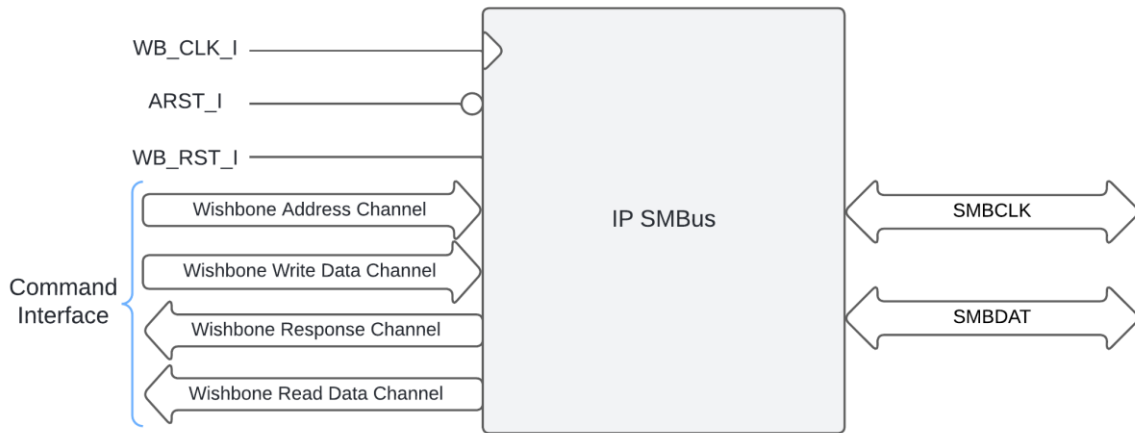 WB_CLK_I
ARST_I
WB_RST_I
Wishbone Address Channel
Wishbone Write Data Channel
Command
Interface
Wishbone Response Channel
Wishbone Read Data Channel
IP SMBus
SMBCLK
SMBDAT